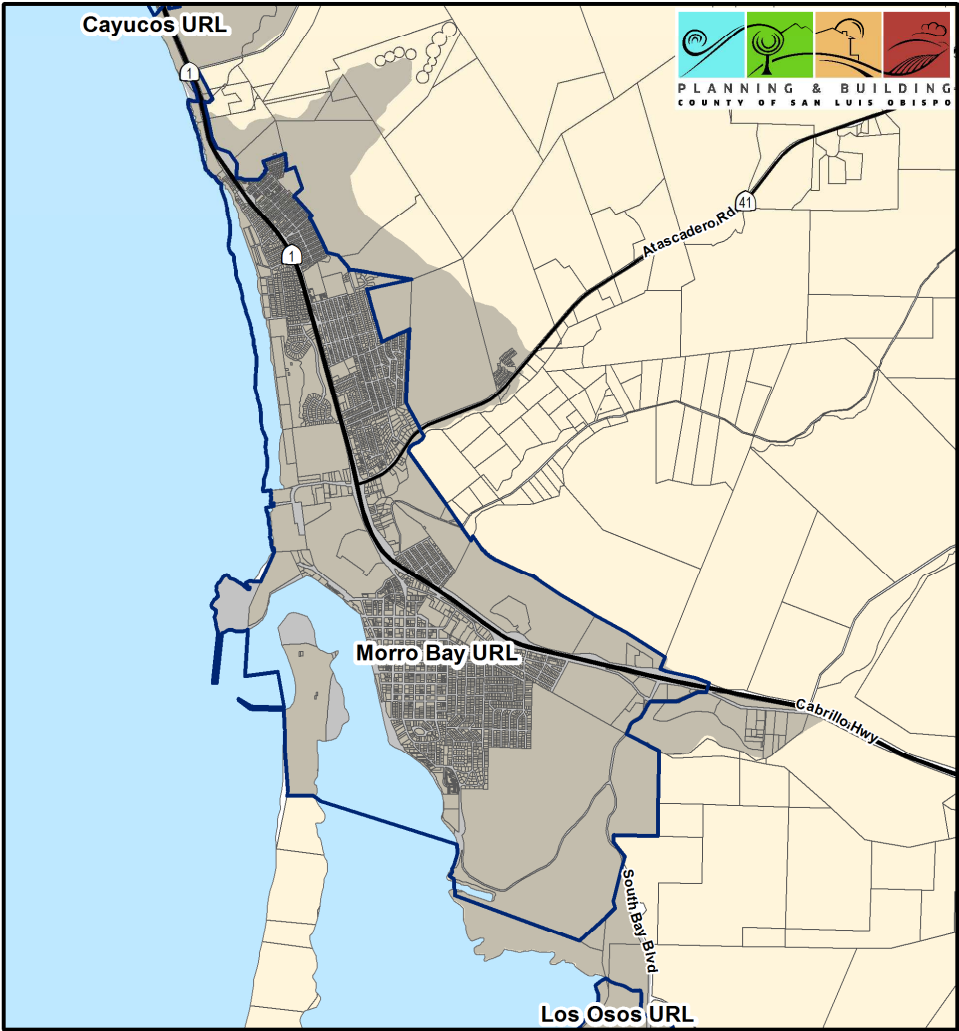 Cayucos URL
1
PLANNING & BUILDING
COUNTY OF SAN LUIS OBISPO
41
Atascadero Rd
1
Morro Bay URL
Cabrillo Hwy
South Bay Blvd
Los Osos URL